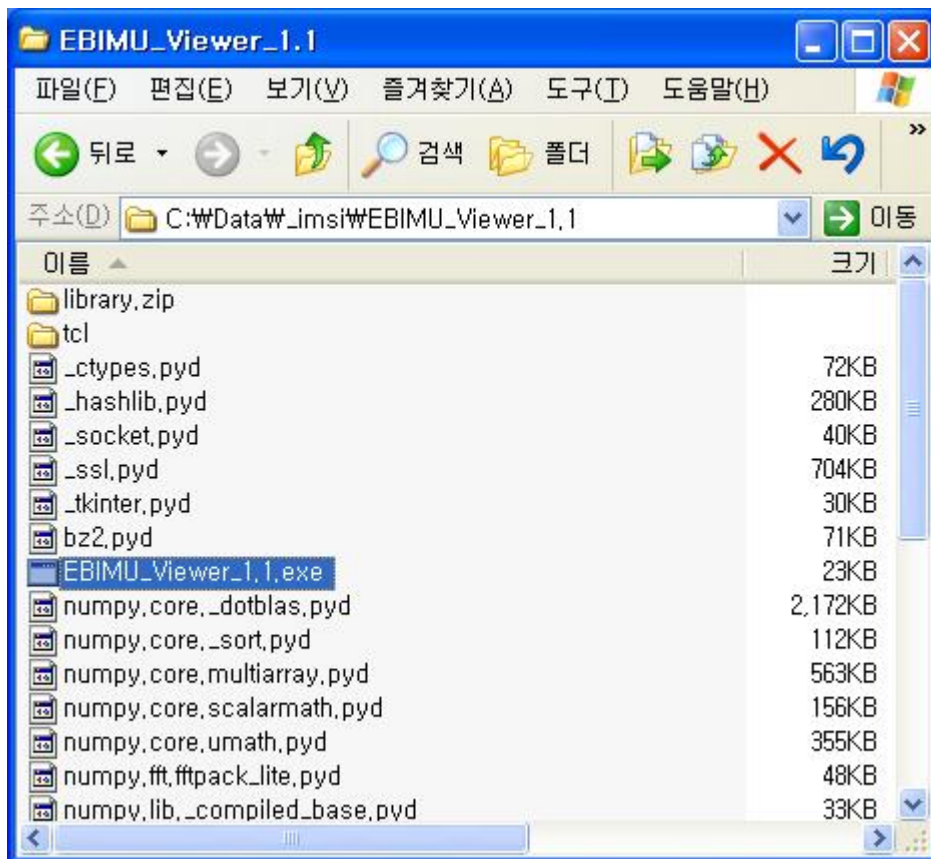 EBIMU_Viewer_1.1
파일(F) 편집(E) 보기(V) 즐겨찾기(A) 도구(T) 도움말(H)
뒤로 검색 폴더 »
주소(D) C:₩Data₩_imsi₩EBIMU_Viewer_1.1 이동
이름 크기
library.zip
tcl
_ctypes.pyd 72KB
_hashlib.pyd 280KB
_socket.pyd 40KB
_ssl.pyd 704KB
_tkinter.pyd 30KB
bz2.pyd 71KB
EBIMU_Viewer_1.1.exe 23KB
numpy.core._dotblas.pyd 2,172KB
numpy.core._sort.pyd 112KB
numpy.core.multiarray.pyd 563KB
numpy.core.scalarmath.pyd 156KB
numpy.core.umath.pyd 355KB
numpy.fft.fftpack_lite.pyd 48KB
numpy.lib._compiled_base.pyd 33KB